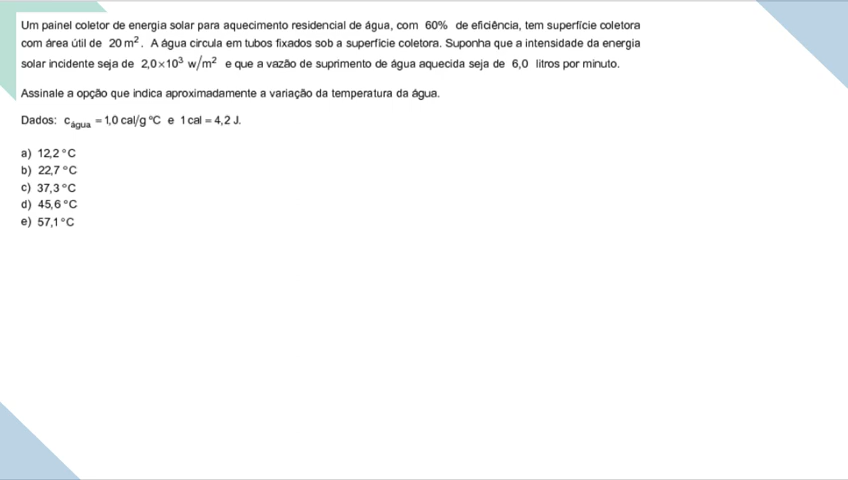 Um painel coletor de energia solar para aquecimento residencial de água, com 60% de eficiência, tem superfície coletora
com área útil de 20 m². A água circula em tubos fixados sob a superfície coletora. Suponha que a intensidade da energia
solar incidente seja de 2,0×10³ w/m² e que a vazão de suprimento de água aquecida seja de 6,0 litros por minuto.
Assinale a opção que indica aproximadamente a variação da temperatura da água.
Dados: c água = 1,0 cal/g ºC e 1 cal = 4,2 J.
a) 12,2 °C
b) 22,7 °C
c) 37,3 °C
d) 45,6 °C
e) 57,1 °C